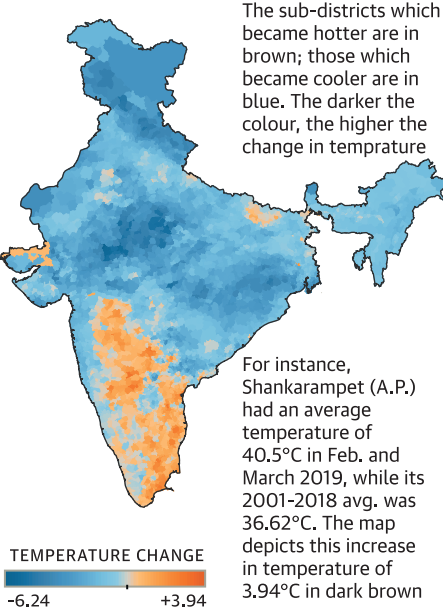 The sub-districts which
became hotter are in
brown; those which
became cooler are in
blue. The darker the
colour, the higher the
change in temprature
For instance,
Shankarampet (A.P.)
had an average
temperature of
40.5°C in Feb. and
March 2019, while its
2001-2018 avg. was
36.62°C. The map
depicts this increase
in temperature of
3.94°C in dark brown
TEMPERATURE CHANGE
-6.24 +3.94